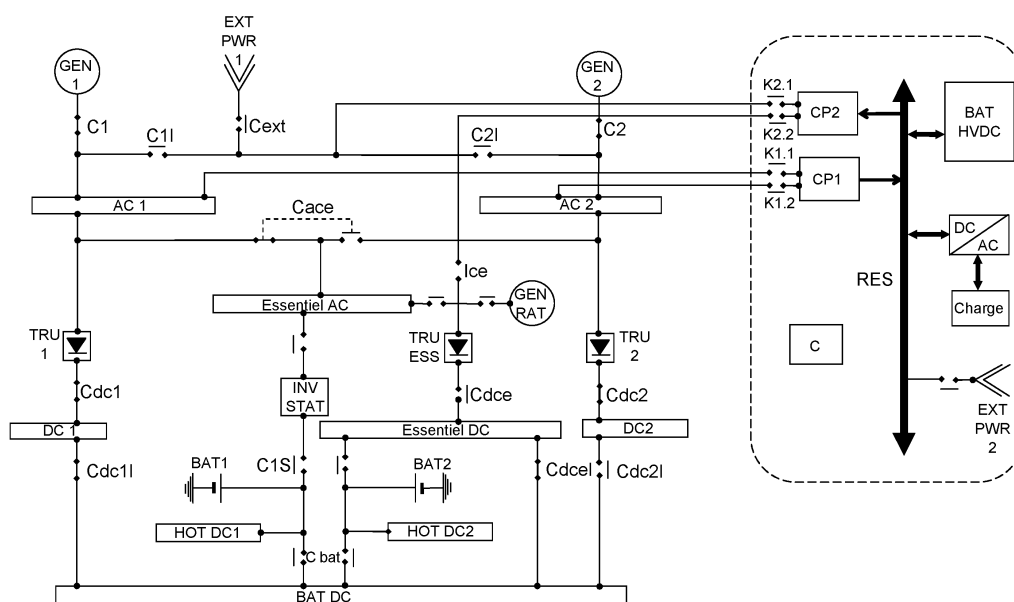 EXT
PWR
1
GEN
1
GEN
2
C1
C1I
Cext
C2I
C2
K2.1
K2.2
K1.1
K1.2
CP2
CP1
BAT
HVDC
AC 1
AC 2
Cace
Ice
DC
AC
RES
Charge
Essentiel AC
GEN
RAT
TRU
1
TRU
ESS
TRU
2
C
INV
STAT
Cdc1
Cdce
Cdc2
EXT
PWR
2
DC 1
Essentiel DC
DC2
Cdc1I
BAT1
C1S
BAT2
CdceI
Cdc2I
HOT DC1
HOT DC2
C bat
BAT DC